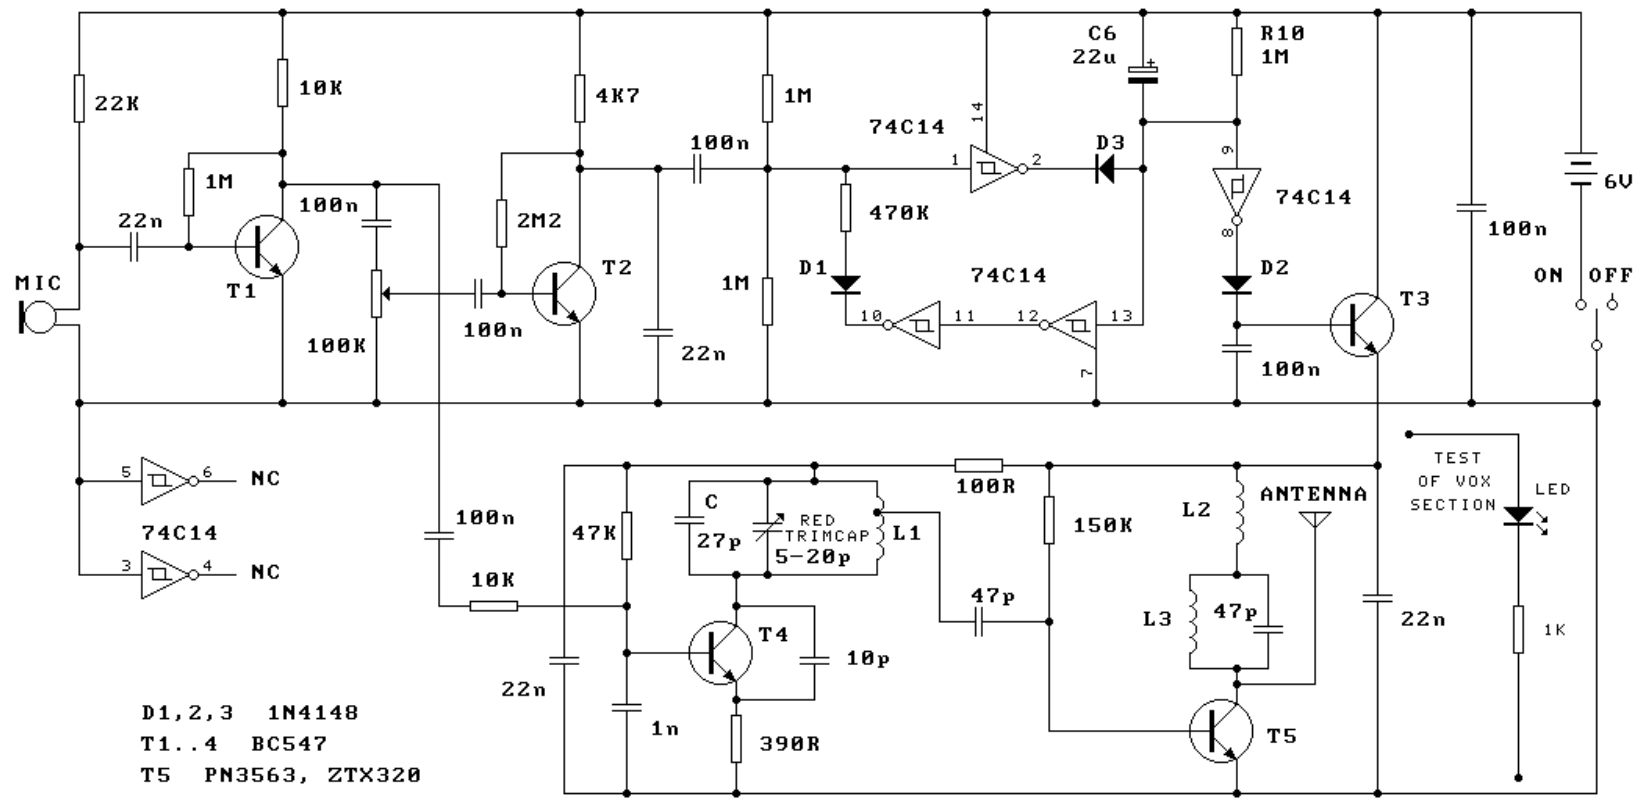 C6
22u
R10
1M
22K
10K
4K7
1M
74C14
14
100n
D3
1
2
9
6V
1M
100n
22n
2M2
470K
8
74C14
100n
MIC
T1
T2
D1
74C14
D2
ON
OFF
1M
T3
100K
100n
22n
10
11
12
13
7
100n
5
6
NC
74C14
3
4
NC
100n
10K
47K
C
27p
RED
TRIMCAP
5-20p
L1
100R
150K
L2
ANTENNA
TEST
OF VOX
SECTION
LED
47p
L3
47p
22n
1K
T4
10p
22n
1n
390R
T5
D1,2,3 1N4148
T1..4 BC547
T5 PN3563, ZTX320